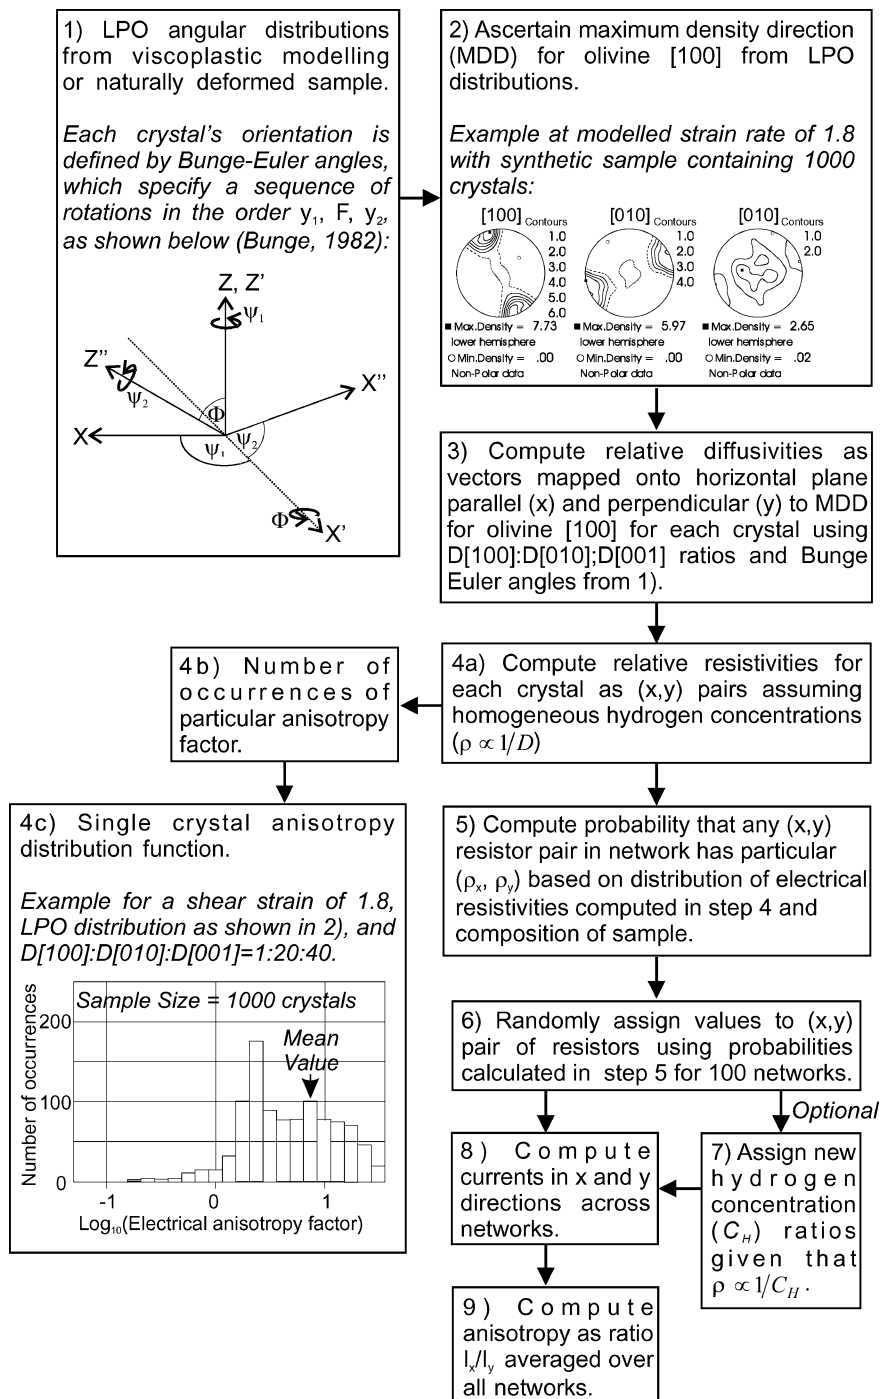 1) LPO angular distributions
from viscoplastic modelling
or naturally deformed sample.
Each crystal's orientation is
defined by Bunge-Euler angles,
which specify a sequence of
rotations in the order y₁, F, y₂,
as shown below (Bunge, 1982):
Z, Z'
ψ₁
Z''
ψ₂
Φ
X''
X
ψ₁
ψ₂
Φ
X'
2) Ascertain maximum density direction
(MDD) for olivine [100] from LPO
distributions.
Example at modelled strain rate of 1.8
with synthetic sample containing 1000
crystals:
[100] Contours
1.0
2.0
3.0
4.0
5.0
6.0
■ Max.Density = 7.73
lower hemisphere
○ Min.Density = .00
Non-Polar data
[010] Contours
1.0
2.0
3.0
4.0
■ Max.Density = 5.97
lower hemisphere
○ Min.Density = .00
Non-Polar data
[010] Contours
1.0
2.0
■ Max.Density = 2.65
lower hemisphere
○ Min.Density = .02
Non-Polar data
3) Compute relative diffusivities as
vectors mapped onto horizontal plane
parallel (x) and perpendicular (y) to MDD
for olivine [100] for each crystal using
D[100]:D[010];D[001] ratios and Bunge
Euler angles from 1).
4a) Compute relative resistivities for
each crystal as (x,y) pairs assuming
homogeneous hydrogen concentrations
(ρ ∝ 1/D)
4b) Number of
occurrences of
particular anisotropy
factor.
4c) Single crystal anisotropy
distribution function.
Example for a shear strain of 1.8,
LPO distribution as shown in 2), and
D[100]:D[010]:D[001]=1:20:40.
Sample Size = 1000 crystals
Mean
Value
Number of occurrences
200
100
0
-1
0
1
Log₁₀(Electrical anisotropy factor)
5) Compute probability that any (x,y)
resistor pair in network has particular
(ρₓ, ρᵧ) based on distribution of electrical
resistivities computed in step 4 and
composition of sample.
6) Randomly assign values to (x,y)
pair of resistors using probabilities
calculated in step 5 for 100 networks.
Optional
7) Assign new
hydrogen
concentration
(C_H) ratios
given that
ρ ∝ 1/C_H .
8) Compute
currents in x and y
directions across
networks.
9) Compute
anisotropy as ratio
Iₓ/Iᵧ averaged over
all networks.